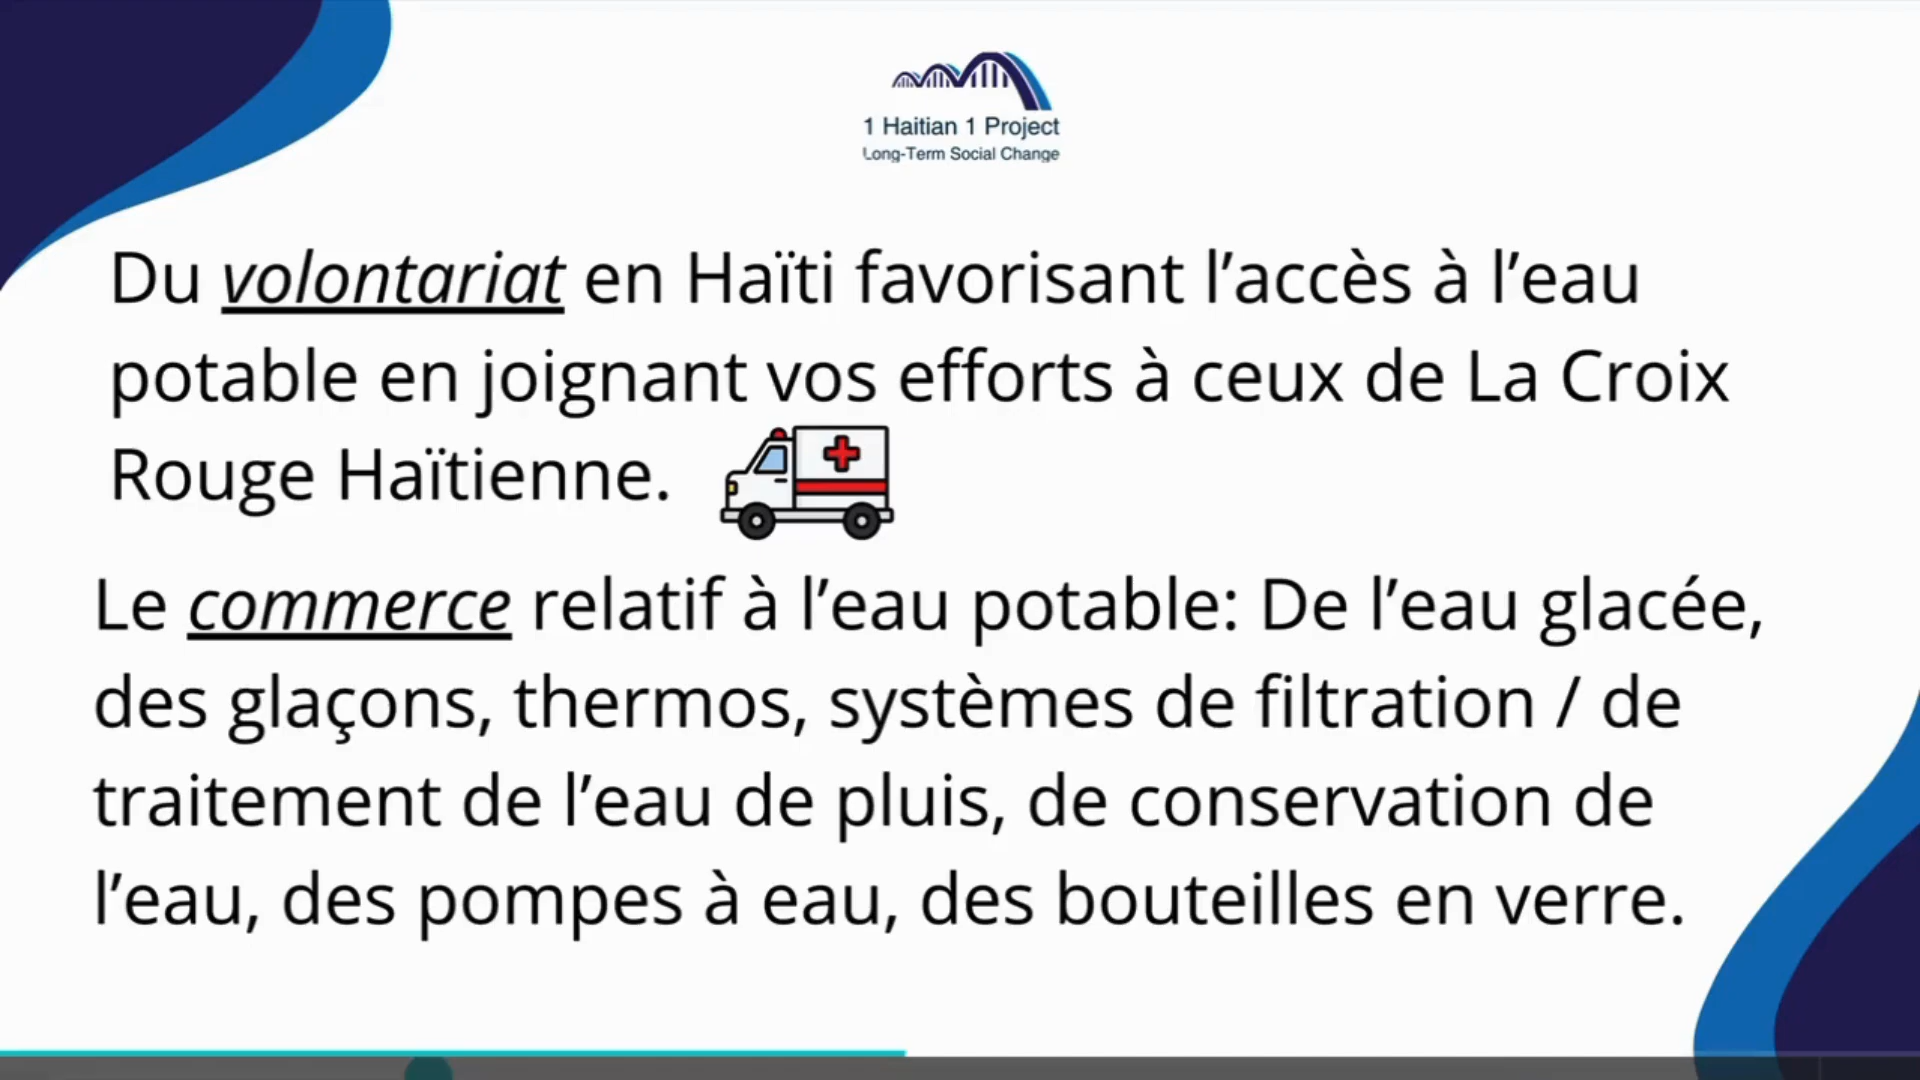 1 Haitian 1 Project
Long-Term Social Change
Du volontariat en Haïti favorisant l’accès à l’eau
potable en joignant vos efforts à ceux de La Croix
Rouge Haïtienne.
Le commerce relatif à l’eau potable: De l’eau glacée,
des glaçons, thermos, systèmes de filtration / de
traitement de l’eau de pluis, de conservation de
l’eau, des pompes à eau, des bouteilles en verre.